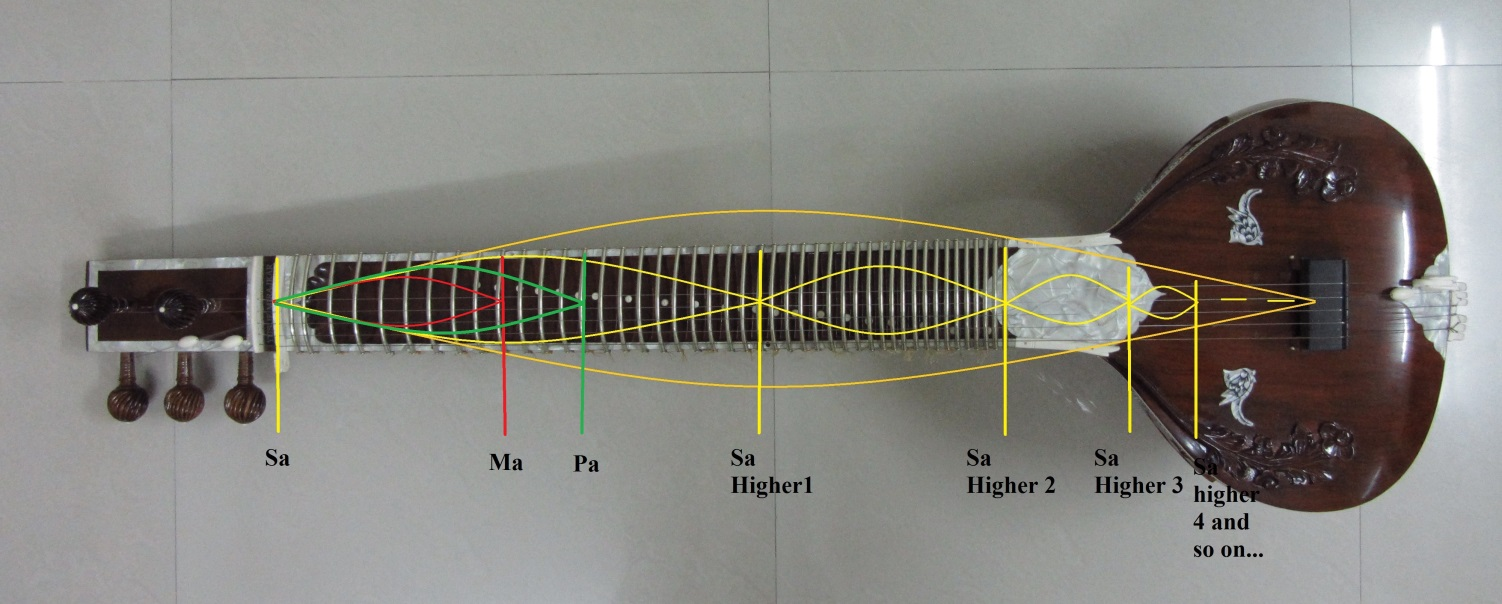 Sa
Ma
Pa
Sa
Higher1
Sa
Higher 2
Sa
Higher 3
Sa
higher
4 and
so on...